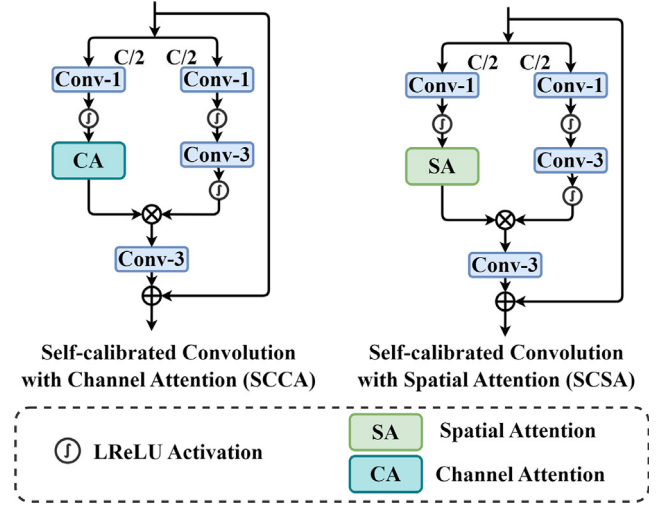 C/2 C/2
Conv-1 Conv-1
CA Conv-3
Conv-3
Self-calibrated Convolution
with Channel Attention (SCCA)
C/2 C/2
Conv-1 Conv-1
SA Conv-3
Conv-3
Self-calibrated Convolution
with Spatial Attention (SCSA)
LReLU Activation
SA Spatial Attention
CA Channel Attention